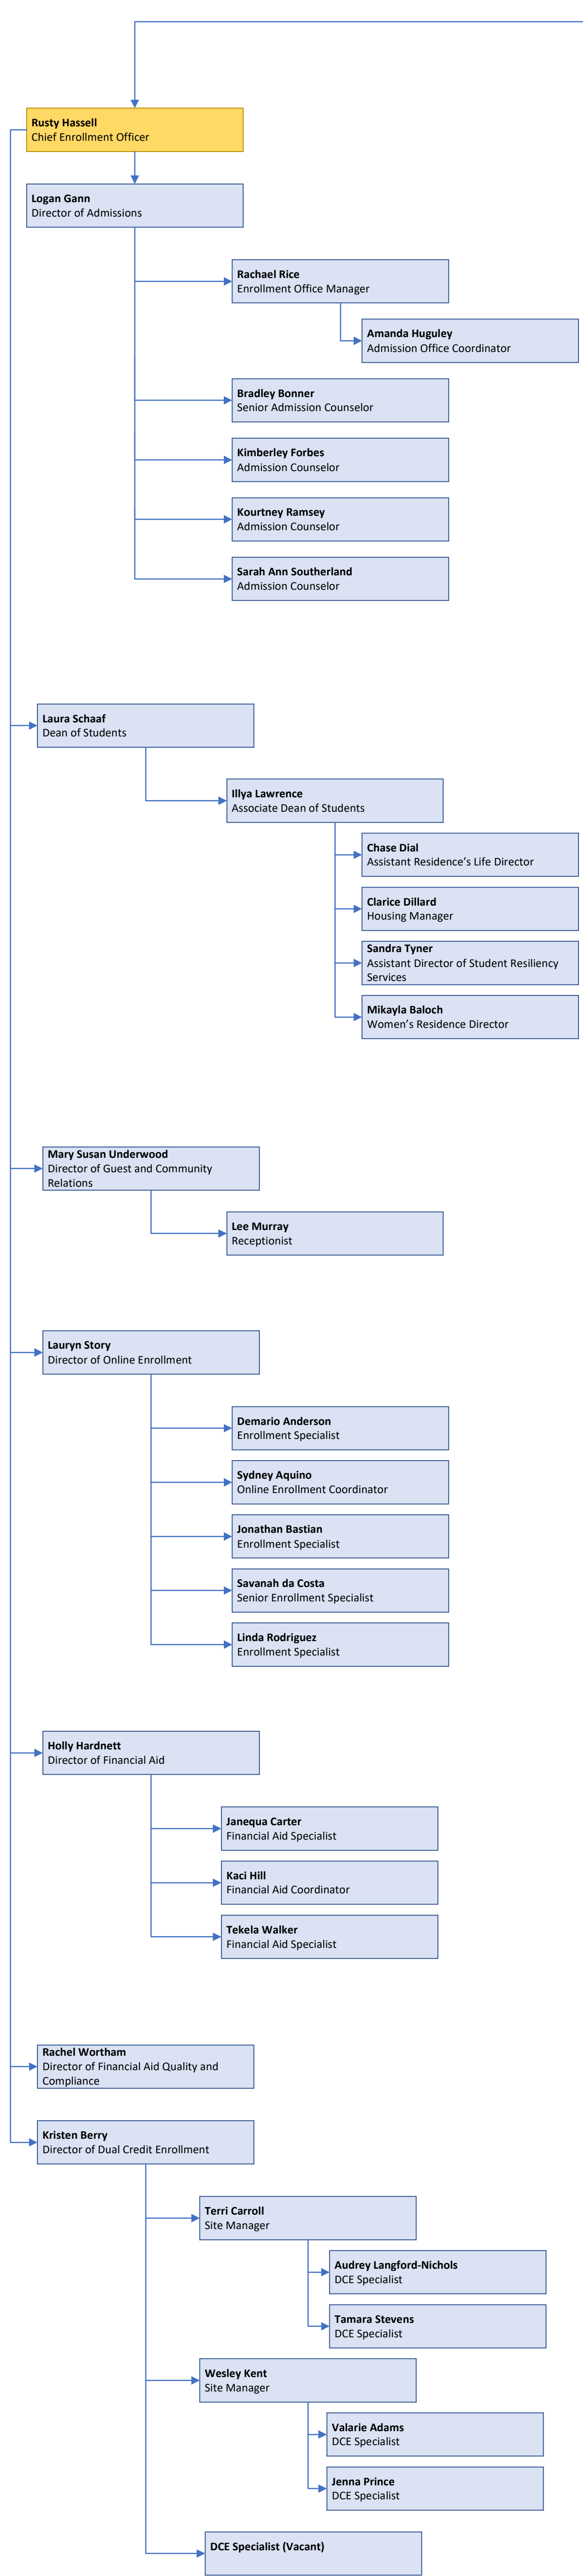 Rusty Hassell
Chief Enrollment Officer
Logan Gann
Director of Admissions
Rachael Rice
Enrollment Office Manager
Amanda Huguley
Admission Office Coordinator
Bradley Bonner
Senior Admission Counselor
Kimberley Forbes
Admission Counselor
Kourtney Ramsey
Admission Counselor
Sarah Ann Southerland
Admission Counselor
Laura Schaaf
Dean of Students
Illya Lawrence
Associate Dean of Students
Chase Dial
Assistant Residence’s Life Director
Clarice Dillard
Housing Manager
Sandra Tyner
Assistant Director of Student Resiliency
Services
Mikayla Baloch
Women’s Residence Director
Mary Susan Underwood
Director of Guest and Community
Relations
Lee Murray
Receptionist
Lauryn Story
Director of Online Enrollment
Demario Anderson
Enrollment Specialist
Sydney Aquino
Online Enrollment Coordinator
Jonathan Bastian
Enrollment Specialist
Savanah da Costa
Senior Enrollment Specialist
Linda Rodriguez
Enrollment Specialist
Holly Hardnett
Director of Financial Aid
Janequa Carter
Financial Aid Specialist
Kaci Hill
Financial Aid Coordinator
Tekela Walker
Financial Aid Specialist
Rachel Wortham
Director of Financial Aid Quality and
Compliance
Kristen Berry
Director of Dual Credit Enrollment
Terri Carroll
Site Manager
Audrey Langford-Nichols
DCE Specialist
Tamara Stevens
DCE Specialist
Wesley Kent
Site Manager
Valarie Adams
DCE Specialist
Jenna Prince
DCE Specialist
DCE Specialist (Vacant)